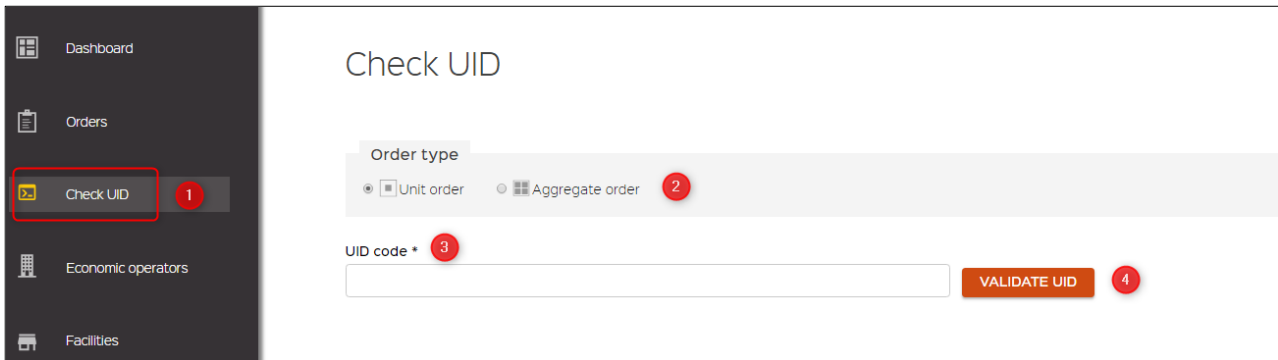 Dashboard
Orders
Check UID
1
Economic operators
Facilities
Check UID
Order type
Unit order Aggregate order 2
UID code * 3
VALIDATE UID 4